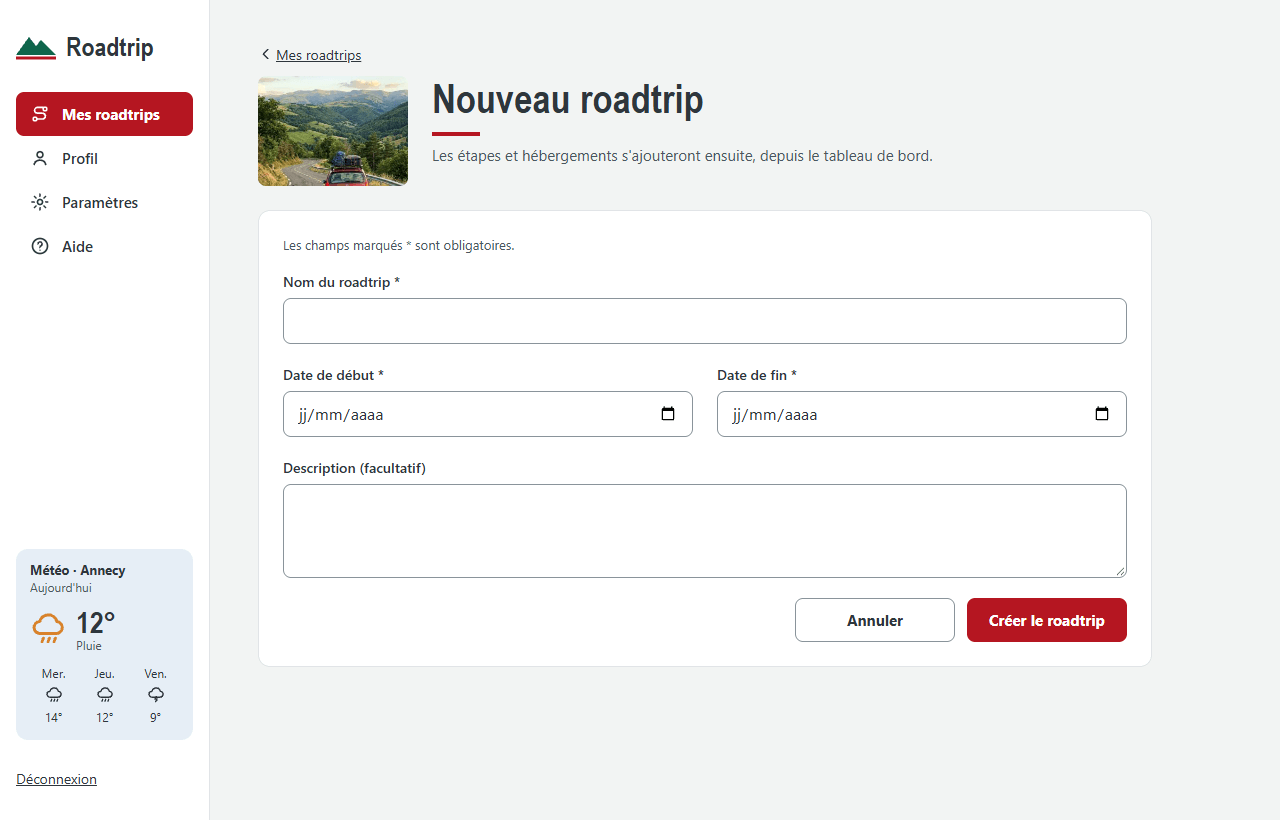 Roadtrip
Mes roadtrips
Profil
Paramètres
Aide
Météo · Annecy
Aujourd'hui
12°
Pluie
Mer. Jeu. Ven.
14° 12° 9°
Déconnexion
Mes roadtrips
Nouveau roadtrip
Les étapes et hébergements s'ajouteront ensuite, depuis le tableau de bord.
Les champs marqués * sont obligatoires.
Nom du roadtrip *
Date de début * Date de fin *
jj/mm/aaaa jj/mm/aaaa
Description (facultatif)
Annuler Créer le roadtrip